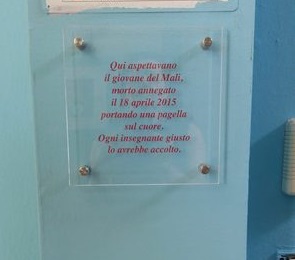 Qui aspettavano
il giovane del Mali,
morto annegato
il 18 aprile 2015
portando una pagella
sul cuore.
Ogni insegnante giusto
lo avrebbe accolto.